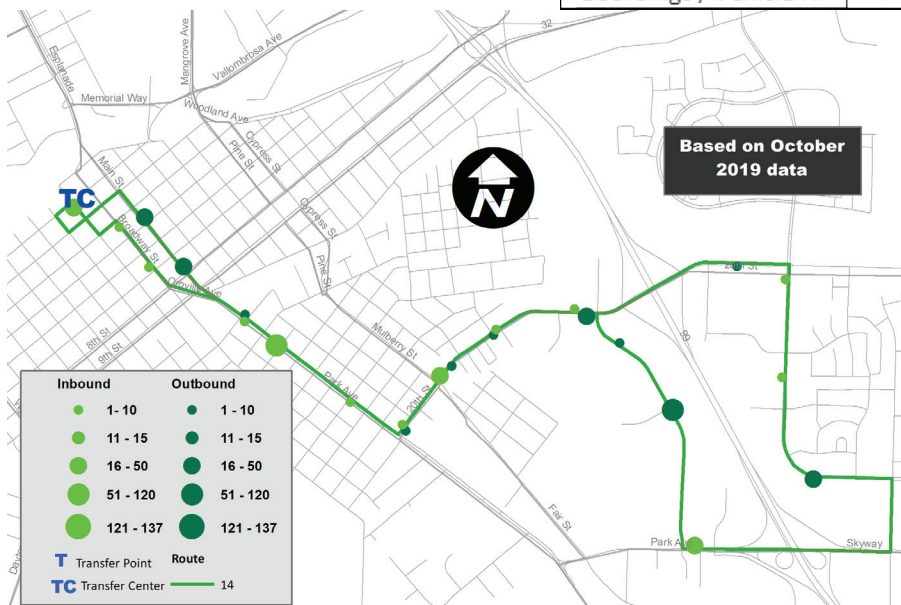 Esplanade
Mangrove Ave
Vallombrosa Ave
32
Memorial Way
Woodland Ave
Cypress St
Pine St
Based on October
2019 data
Main St
TC
N
Broadway St
Cypress St
Pine St
20th St
Oroville Ave
99
8th St
9th St
Mulberry St
Park Ave
20th St
Fair St
Park Ave
Skyway
Inbound Outbound
1 - 10 1 - 10
11 - 15 11 - 15
16 - 50 16 - 50
51 - 120 51 - 120
121 - 137 121 - 137
T Transfer Point Route
TC Transfer Center 14